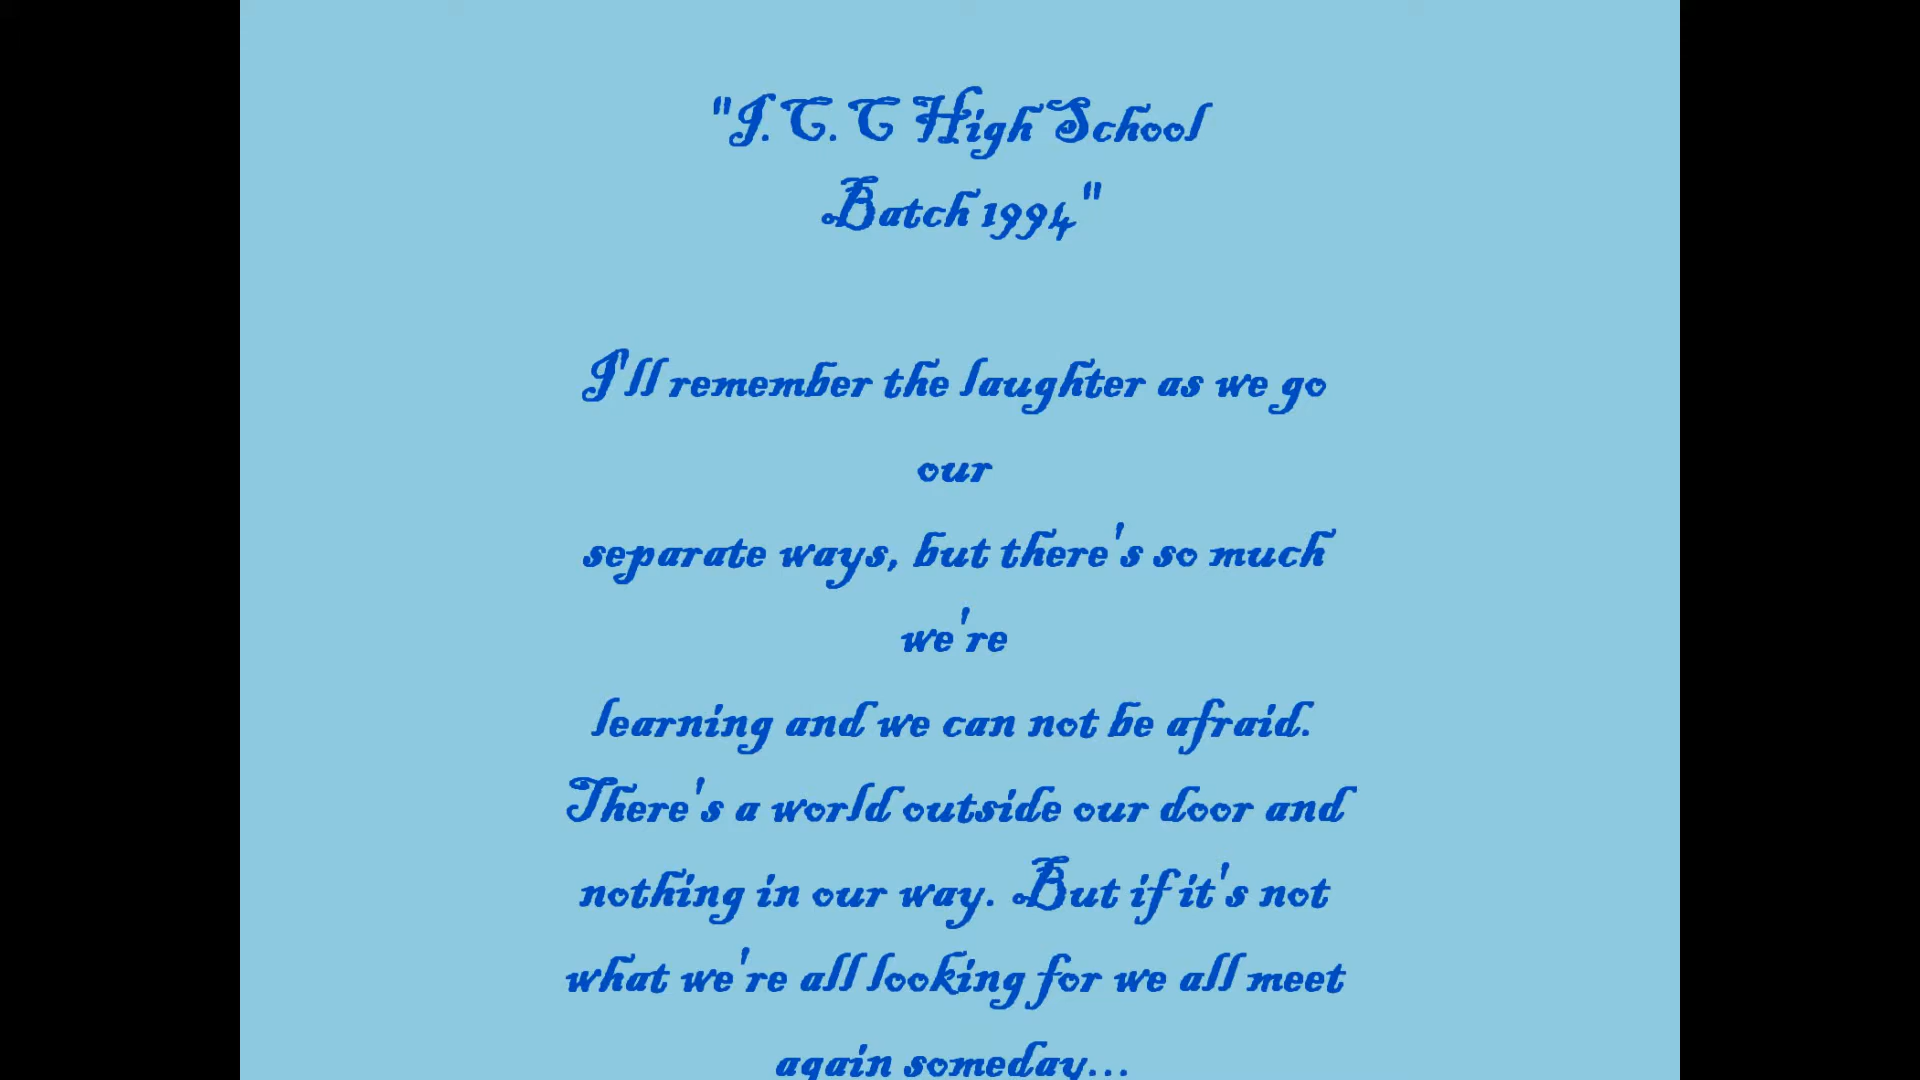 "I.C.C High School
Batch 1994"
I'll remember the laughter as we go
our
separate ways, but there's so much
we're
learning and we can not be afraid.
There's a world outside our door and
nothing in our way. But if it's not
what we're all looking for we all meet
again someday...